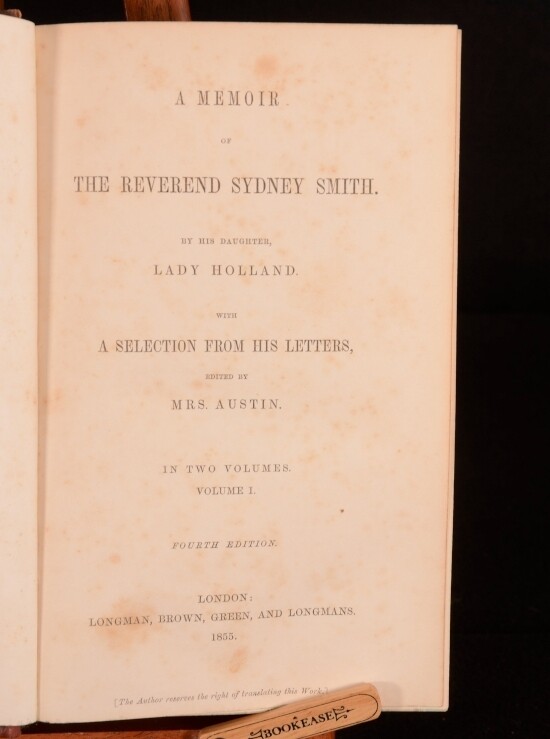 A MEMOIR
OF
THE REVEREND SYDNEY SMITH.
BY HIS DAUGHTER,
LADY HOLLAND.
WITH
A SELECTION FROM HIS LETTERS,
EDITED BY
MRS. AUSTIN.
IN TWO VOLUMES.
VOLUME I.
FOURTH EDITION.
LONDON:
LONGMAN, BROWN, GREEN, AND LONGMANS.
1855.
[The Author reserves the right of translating this Work.]
BOOKEASE